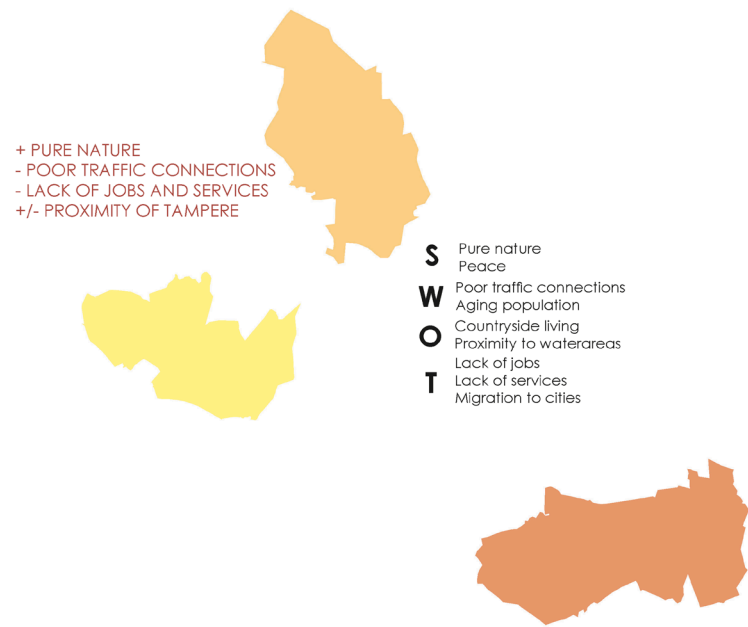 + PURE NATURE
- POOR TRAFFIC CONNECTIONS
- LACK OF JOBS AND SERVICES
+/- PROXIMITY OF TAMPERE
S Pure nature
Peace
W Poor traffic connections
Aging population
O Countryside living
Proximity to waterareas
T Lack of jobs
Lack of services
Migration to cities